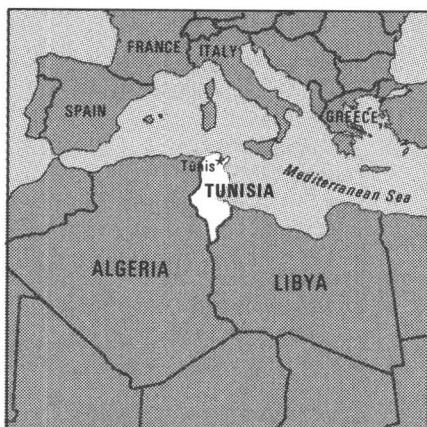 FRANCE
ITALY
SPAIN
GREECE
Tunis
TUNISIA
Mediterranean Sea
ALGERIA
LIBYA